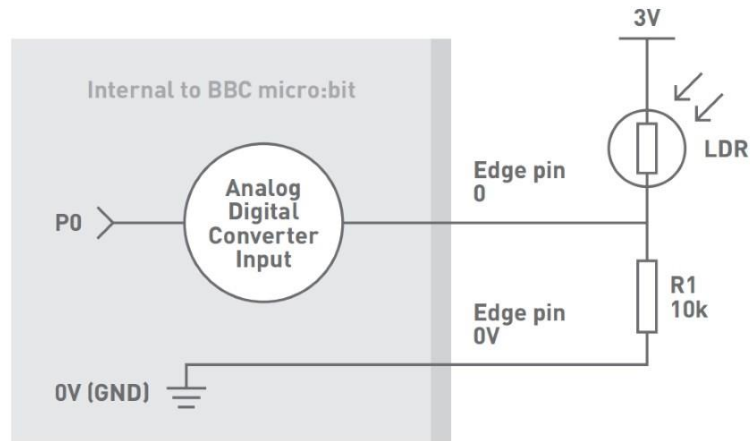 3V
Internal to BBC micro:bit
LDR
Analog
Digital
Converter
Input
Edge pin
0
P0
R1
10k
Edge pin
0V
0V (GND)